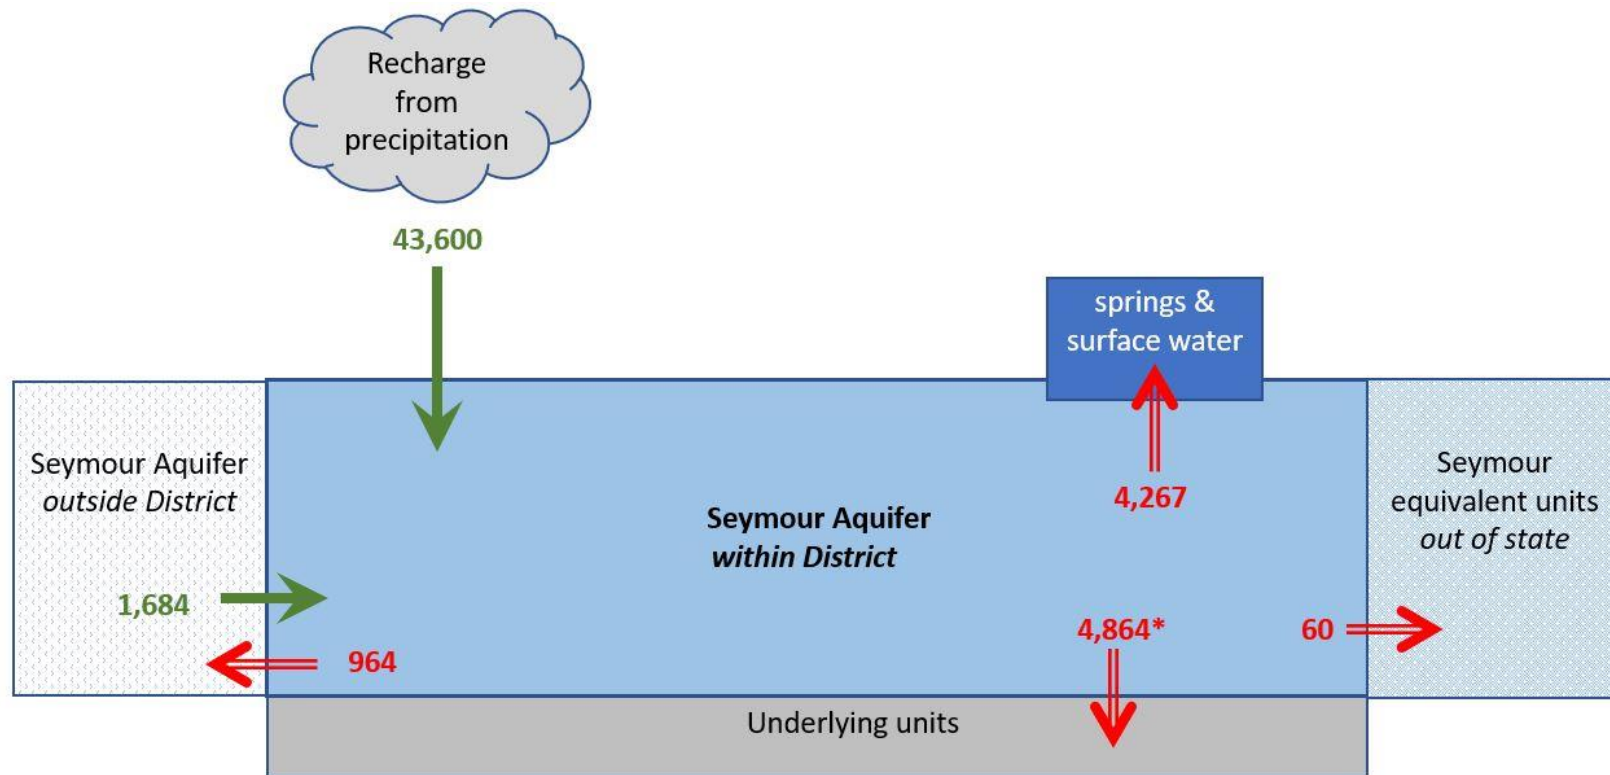 Recharge
from
precipitation
43,600
springs &
surface water
Seymour Aquifer
outside District
Seymour Aquifer
within District
4,267
Seymour
equivalent units
out of state
1,684
964
4,864*
60
Underlying units